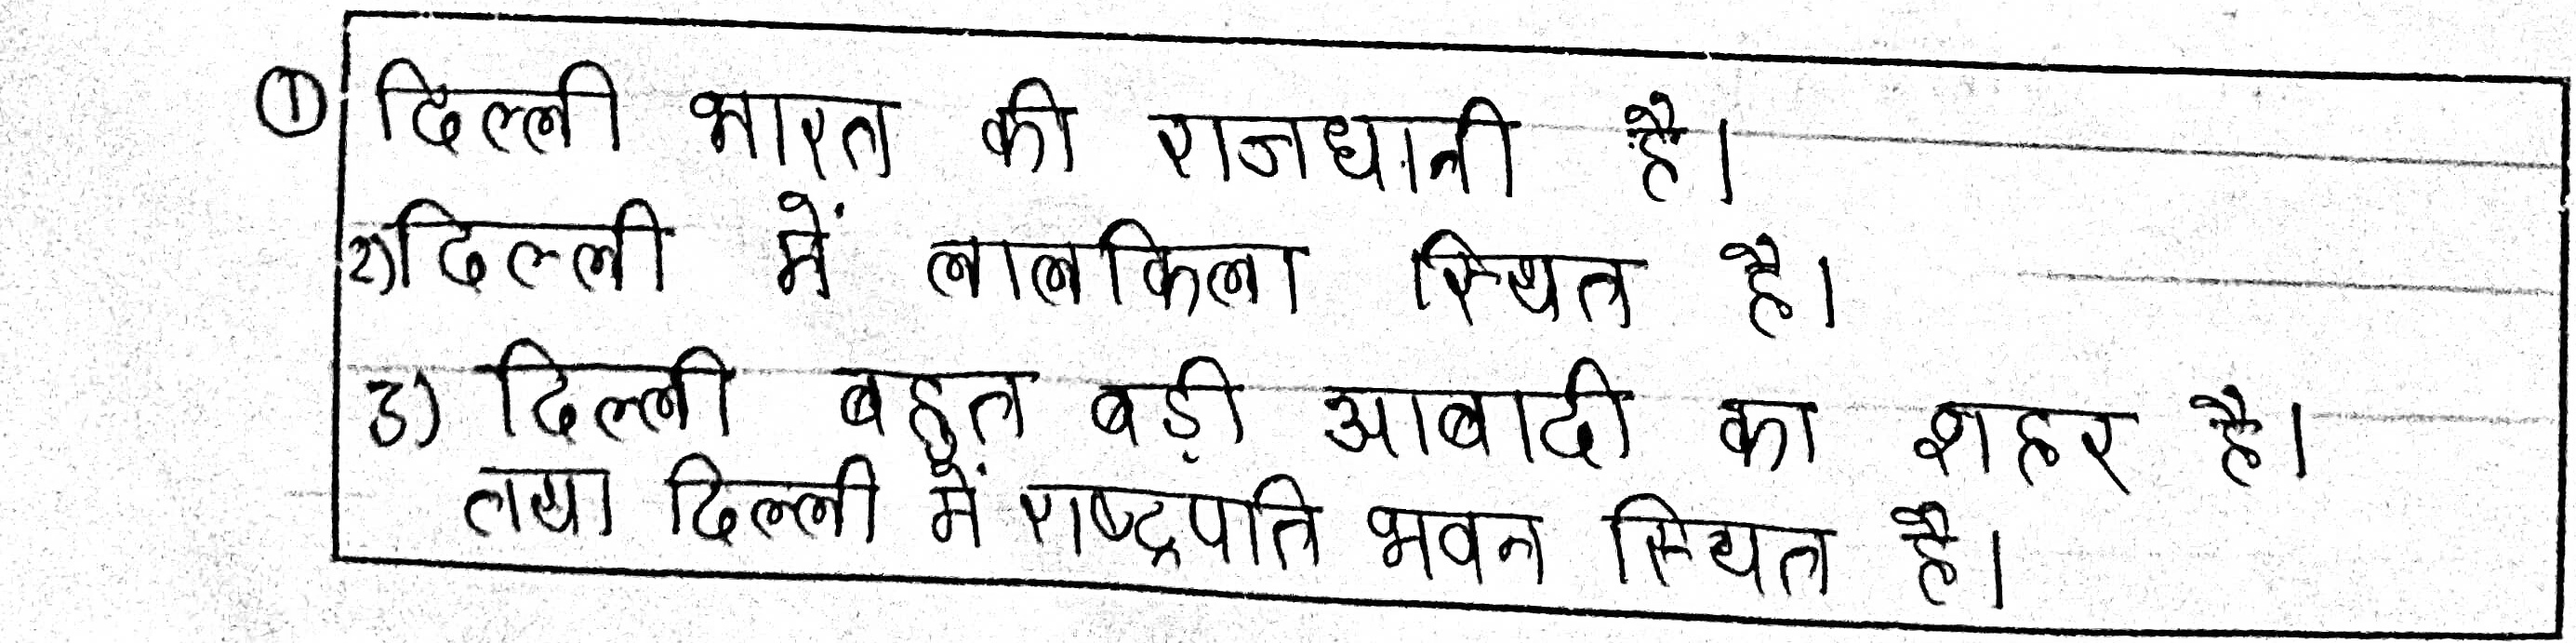 ① दिल्ली भारत की राजधानी है।
2) दिल्ली में लालकिला स्थित है।
3) दिल्ली बहुत बड़ी आबादी का शहर है।
तथा दिल्ली में राष्ट्रपति भवन स्थित है।